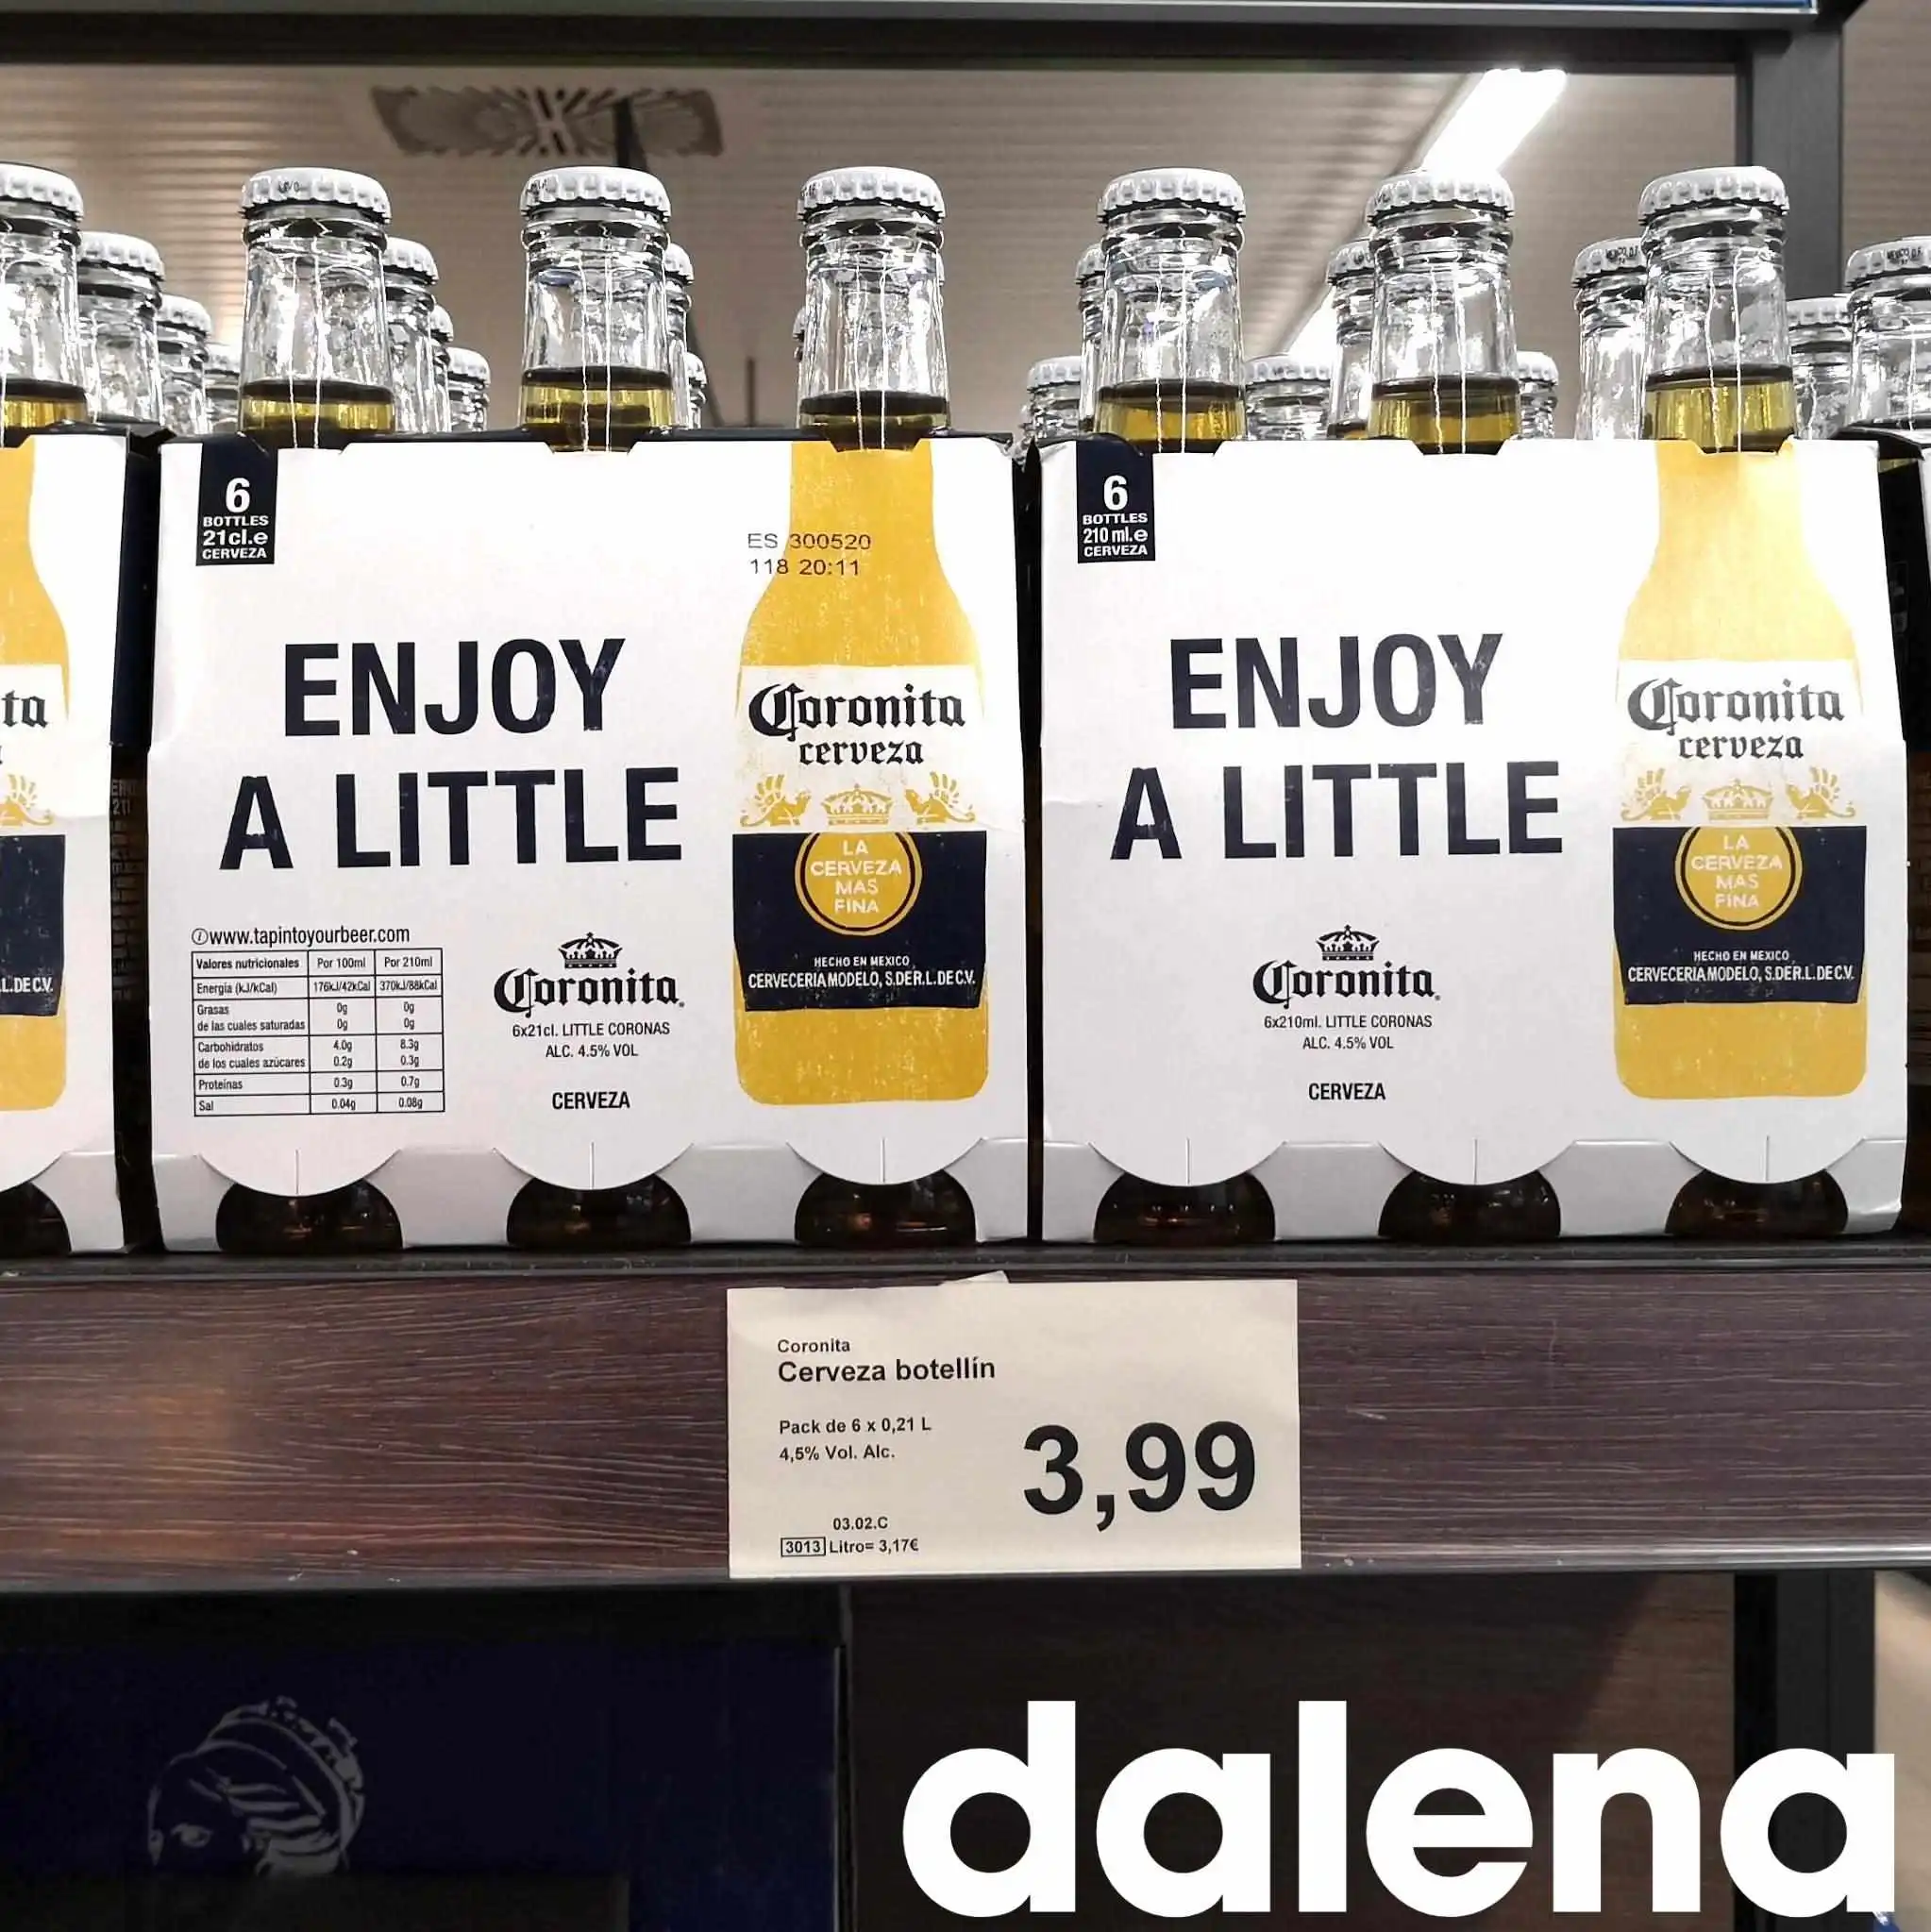 6
BOTTLES
21cl.e
CERVEZA
ES 300520
118 20:11
ENJOY
A LITTLE
Coronita
cerveza
LA
CERVEZA
MAS
FINA
HECHO EN MEXICO
CERVECERIA MODELO, S.DER.L.DE C.V.
www.tapintoyourbeer.com
Valores nutricionales Por 100ml Por 210ml
Energía (kJ/kCal) 176kJ/42kCal 370kJ/88kCal
Grasas 0g 0g
de las cuales saturadas 0g 0g
Carbohidratos 4.0g 8.3g
de los cuales azúcares 0.2g 0.3g
Proteínas 0.3g 0.7g
Sal 0.04g 0.08g
Coronita
6x21cl. LITTLE CORONAS
ALC. 4.5% VOL
CERVEZA
6
BOTTLES
210 ml.e
CERVEZA
ENJOY
A LITTLE
Coronita
cerveza
LA
CERVEZA
MAS
FINA
HECHO EN MEXICO
CERVECERIA MODELO, S.DER.L.DE C.V.
Coronita
6x210ml. LITTLE CORONAS
ALC. 4.5% VOL
CERVEZA
ta
L.DE C.V.
Coronita
Cerveza botellín
Pack de 6 x 0,21 L
4,5% Vol. Alc.
3,99
03.02.C
3013 Litro= 3,17€
dalena